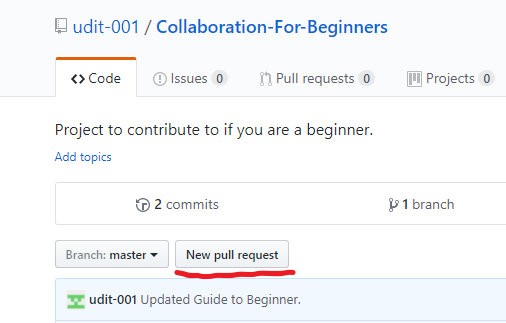 udit-001 / Collaboration-For-Beginners
Code Issues 0 Pull requests 0 Projects 0
Project to contribute to if you are a beginner.
Add topics
2 commits 1 branch
Branch: master New pull request
udit-001 Updated Guide to Beginner.